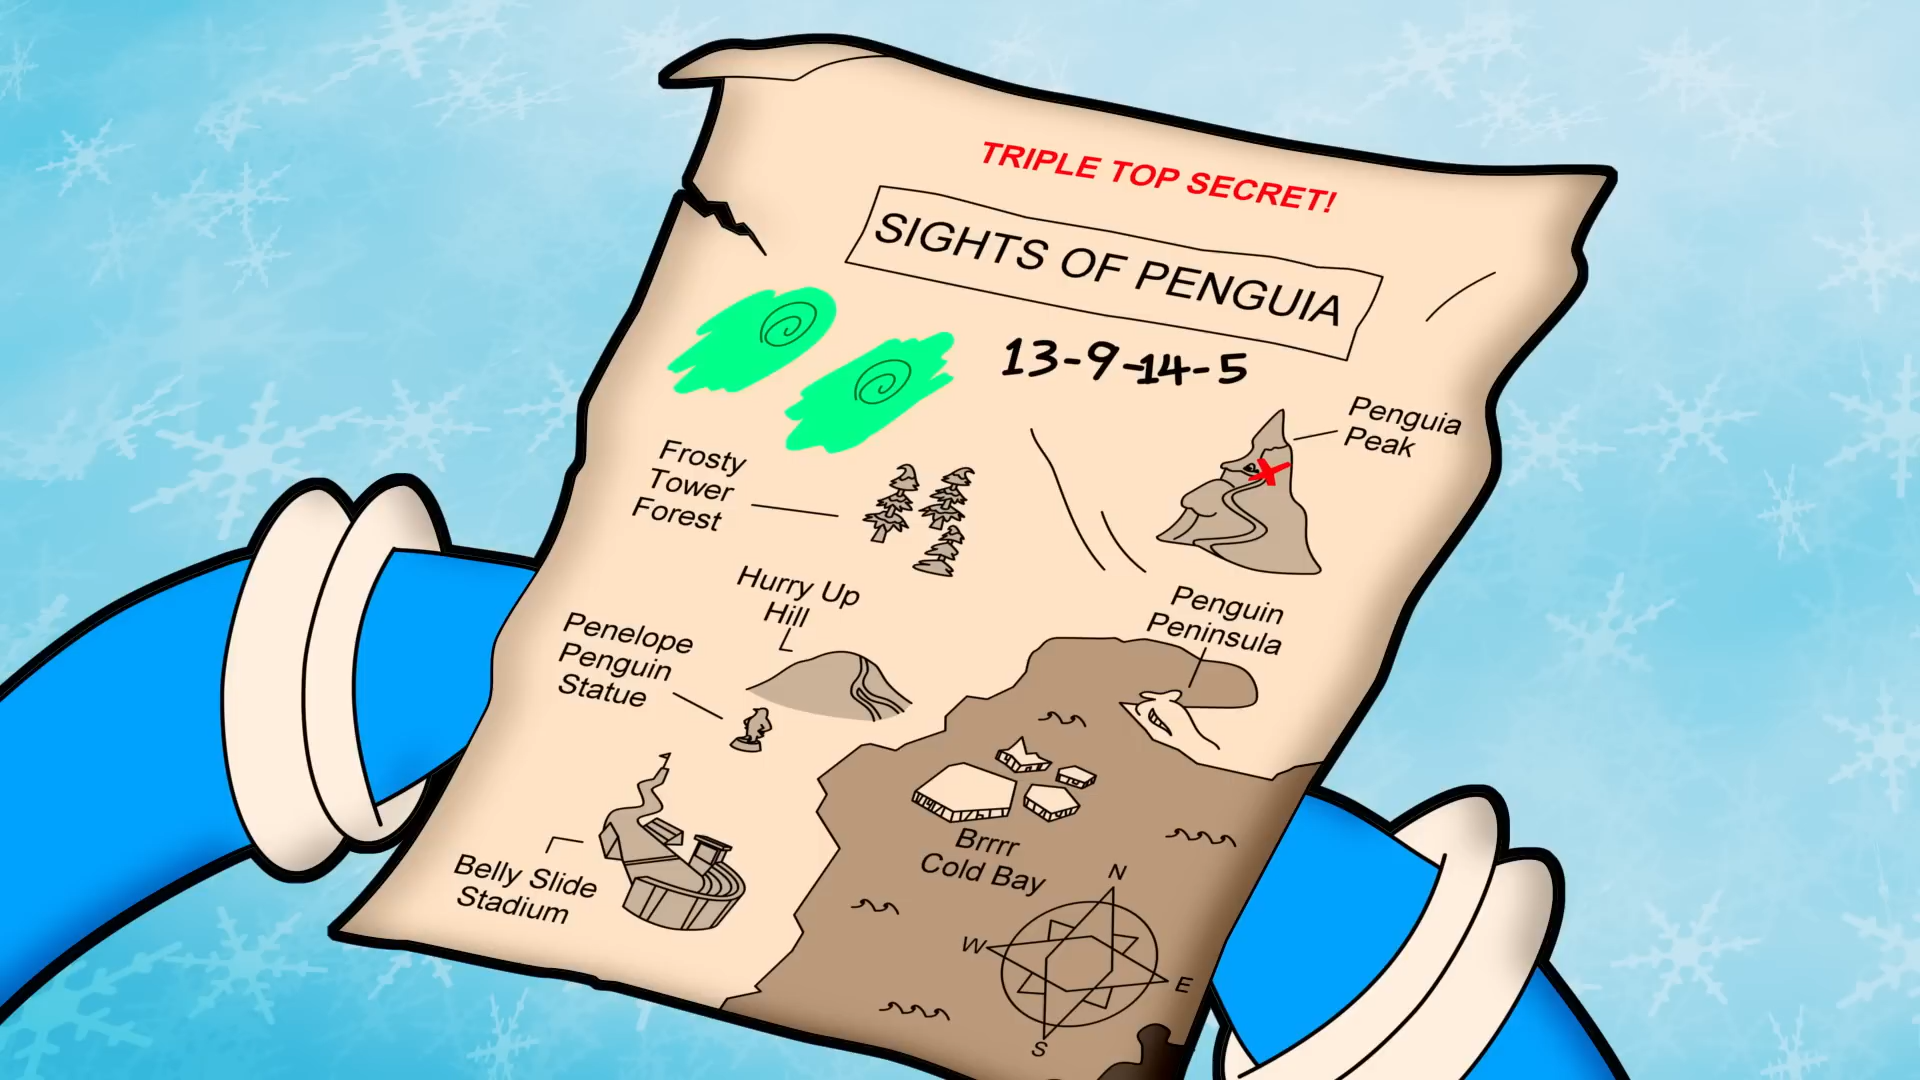 TRIPLE TOP SECRET!
SIGHTS OF PENGUIA
13-9-14-5
Penguia
Peak
Frosty
Tower
Forest
Hurry Up
Hill
Penguin
Peninsula
Penelope
Penguin
Statue
Brrrr
Cold Bay
Belly Slide
Stadium
N
W
E
S